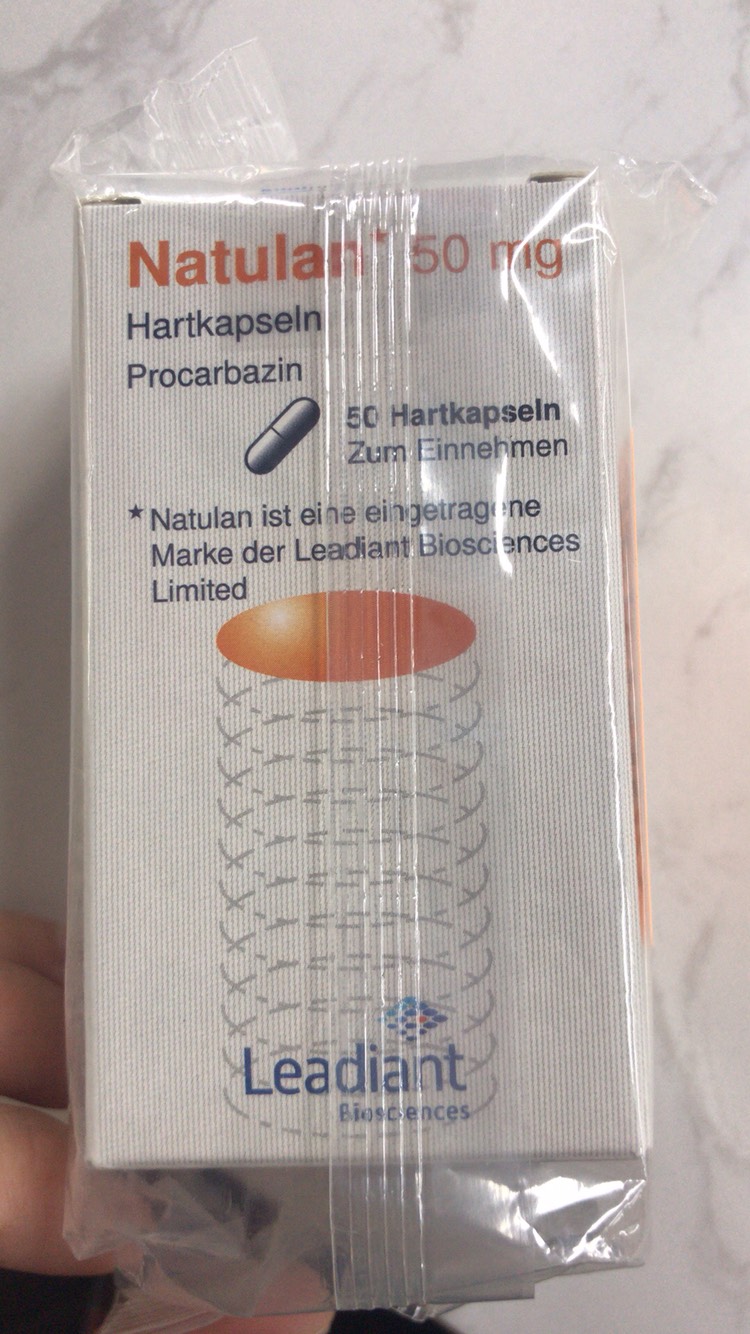 Natulan* 50 mg
Hartkapseln
Procarbazin
50 Hartkapseln
Zum Einnehmen
* Natulan ist eine eingetragene
Marke der Leadiant Biosciences
Limited
Leadiant
Biosciences